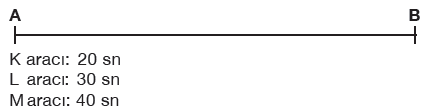 A B
K aracı: 20 sn
L aracı: 30 sn
M aracı: 40 sn